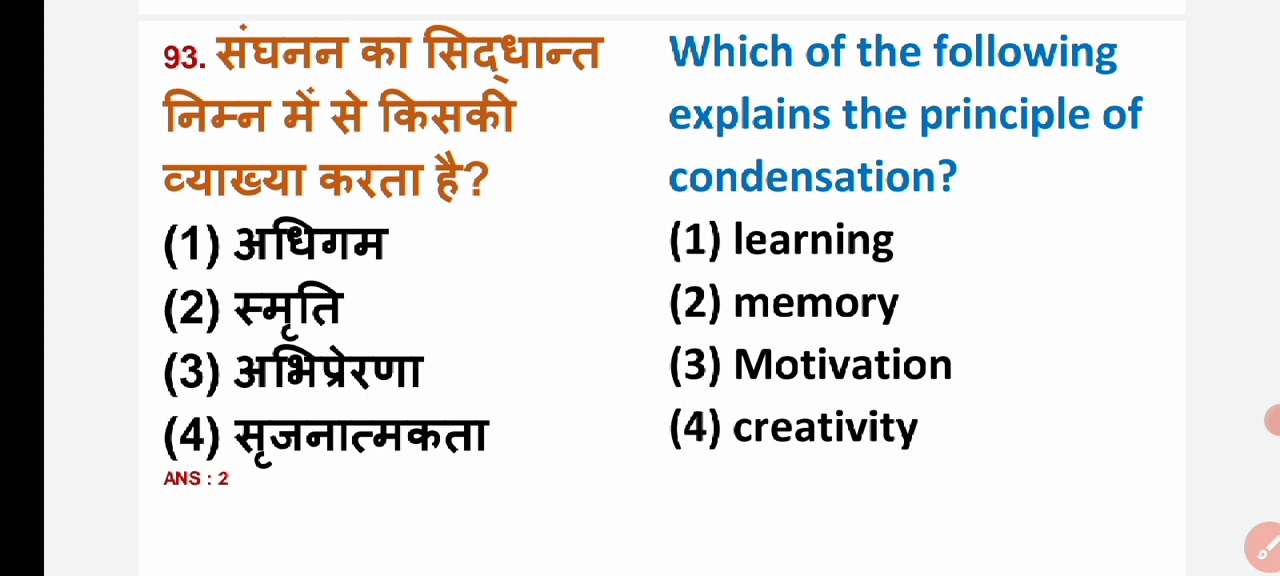 93. संघनन का सिद्धान्त
निम्न में से किसकी
व्याख्या करता है?
(1) अधिगम
(2) स्मृति
(3) अभिप्रेरणा
(4) सृजनात्मकता
ANS : 2
Which of the following
explains the principle of
condensation?
(1) learning
(2) memory
(3) Motivation
(4) creativity